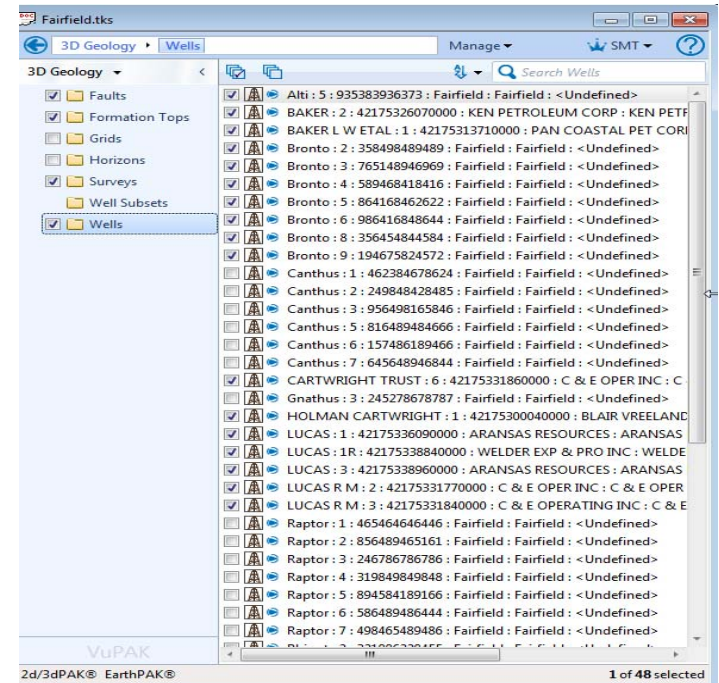 Fairfield.tks
3D Geology Wells Manage SMT
3D Geology
Search Wells
Faults
Formation Tops
Grids
Horizons
Surveys
Well Subsets
Wells
Alti : 5 : 935383936373 : Fairfield : Fairfield : <Undefined>
BAKER : 2 : 42175326070000 : KEN PETROLEUM CORP : KEN PETR
BAKER L W ETAL : 1 : 42175313710000 : PAN COASTAL PET CORI
Bronto : 2 : 358498489489 : Fairfield : Fairfield : <Undefined>
Bronto : 3 : 765148946969 : Fairfield : Fairfield : <Undefined>
Bronto : 4 : 589468418416 : Fairfield : Fairfield : <Undefined>
Bronto : 5 : 864168462622 : Fairfield : Fairfield : <Undefined>
Bronto : 6 : 986416848644 : Fairfield : Fairfield : <Undefined>
Bronto : 8 : 356454844584 : Fairfield : Fairfield : <Undefined>
Bronto : 9 : 194675824572 : Fairfield : Fairfield : <Undefined>
Canthus : 1 : 462384678624 : Fairfield : Fairfield : <Undefined>
Canthus : 2 : 249848428485 : Fairfield : Fairfield : <Undefined>
Canthus : 3 : 956498165846 : Fairfield : Fairfield : <Undefined>
Canthus : 5 : 816489484666 : Fairfield : Fairfield : <Undefined>
Canthus : 6 : 157486189466 : Fairfield : Fairfield : <Undefined>
Canthus : 7 : 645648946844 : Fairfield : Fairfield : <Undefined>
CARTWRIGHT TRUST : 6 : 42175331860000 : C & E OPER INC : C
Gnathus : 3 : 245278678787 : Fairfield : Fairfield : <Undefined>
HOLMAN CARTWRIGHT : 1 : 42175300040000 : BLAIR VREELAND
LUCAS : 1 : 42175336090000 : ARANSAS RESOURCES : ARANSAS
LUCAS : 1R : 42175338840000 : WELDER EXP & PRO INC : WELDE
LUCAS : 3 : 42175338960000 : ARANSAS RESOURCES : ARANSAS
LUCAS R M : 2 : 42175331770000 : C & E OPER INC : C & E OPER
LUCAS R M : 3 : 42175331840000 : C & E OPERATING INC : C & E
Raptor : 1 : 465464646446 : Fairfield : Fairfield : <Undefined>
Raptor : 2 : 856489465161 : Fairfield : Fairfield : <Undefined>
Raptor : 3 : 246786786786 : Fairfield : Fairfield : <Undefined>
Raptor : 4 : 319849849848 : Fairfield : Fairfield : <Undefined>
Raptor : 5 : 894584189166 : Fairfield : Fairfield : <Undefined>
Raptor : 6 : 586489486444 : Fairfield : Fairfield : <Undefined>
Raptor : 7 : 498465489486 : Fairfield : Fairfield : <Undefined>
VuPAK
2d/3dPAK® EarthPAK® 1 of 48 selected